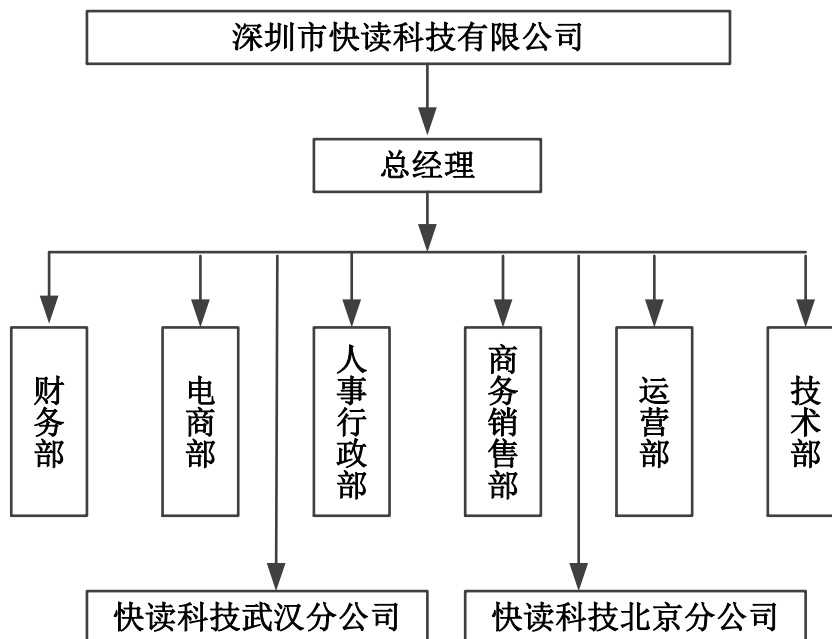 深圳市快读科技有限公司
总经理
财务部
电商部
人事行政部
商务销售部
运营部
技术部
快读科技武汉分公司
快读科技北京分公司